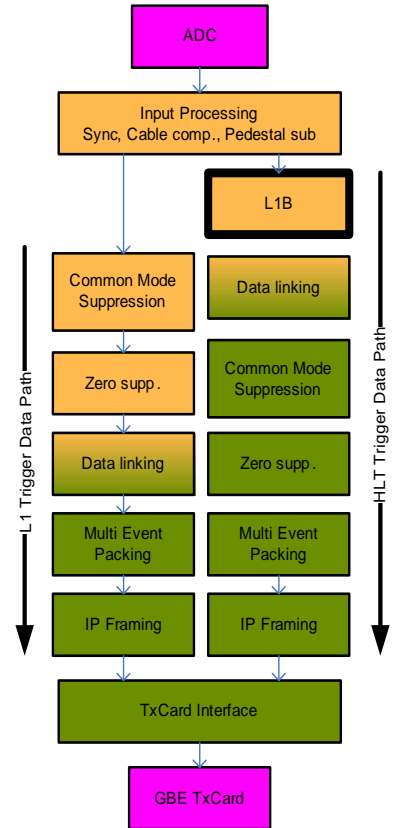 ADC
Input Processing
Sync, Cable comp., Pedestal sub
L1B
Common Mode
Suppression
Data linking
Common Mode
Suppression
Zero supp.
Data linking
Zero supp.
Multi Event
Packing
Multi Event
Packing
IP Framing
IP Framing
L1 Trigger Data Path
HLT Trigger Data Path
TxCard Interface
GBE TxCard